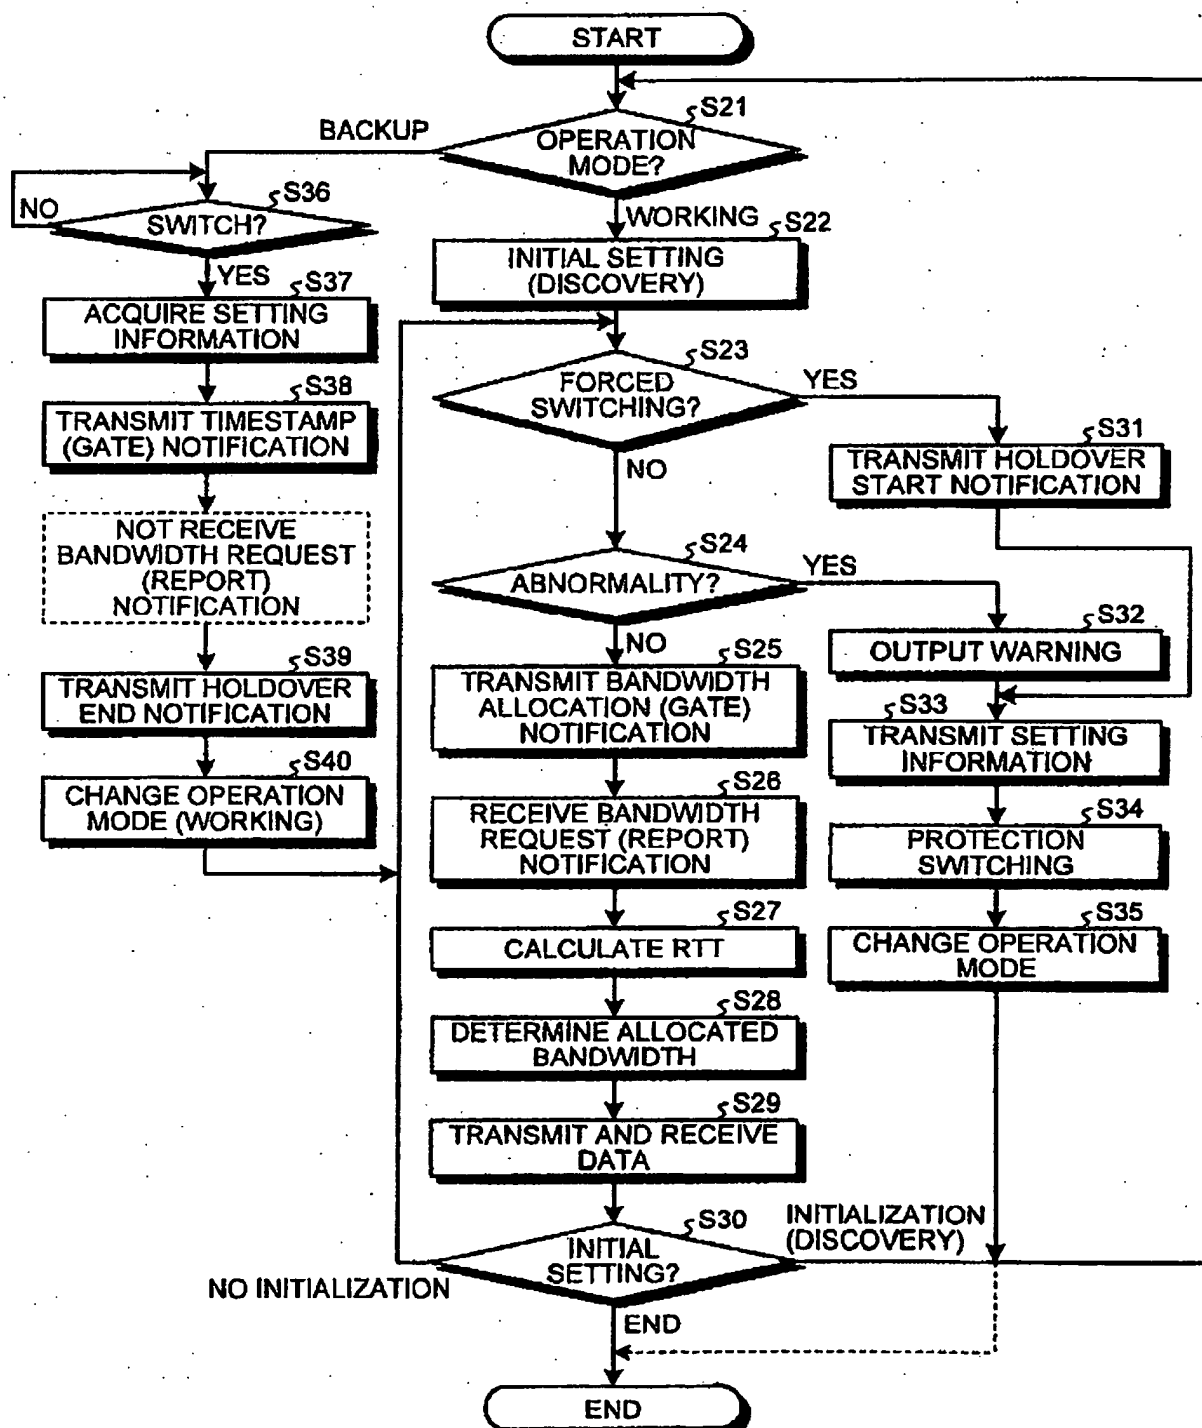 START
S21
BACKUP
OPERATION
MODE?
S36
NO
SWITCH?
YES
WORKING
S22
INITIAL SETTING
(DISCOVERY)
S37
ACQUIRE SETTING
INFORMATION
S38
TRANSMIT TIMESTAMP
(GATE) NOTIFICATION
NOT RECEIVE
BANDWIDTH REQUEST
(REPORT)
NOTIFICATION
S39
TRANSMIT HOLDOVER
END NOTIFICATION
S40
CHANGE OPERATION
MODE (WORKING)
S23
FORCED
SWITCHING?
YES
NO
S31
TRANSMIT HOLDOVER
START NOTIFICATION
S24
ABNORMALITY?
YES
NO
S32
OUTPUT WARNING
S25
TRANSMIT BANDWIDTH
ALLOCATION (GATE)
NOTIFICATION
S33
TRANSMIT SETTING
INFORMATION
S26
RECEIVE BANDWIDTH
REQUEST (REPORT)
NOTIFICATION
S34
PROTECTION
SWITCHING
S27
CALCULATE RTT
S35
CHANGE OPERATION
MODE
S28
DETERMINE ALLOCATED
BANDWIDTH
S29
TRANSMIT AND RECEIVE
DATA
S30
INITIAL
SETTING?
INITIALIZATION
(DISCOVERY)
NO INITIALIZATION
END
END